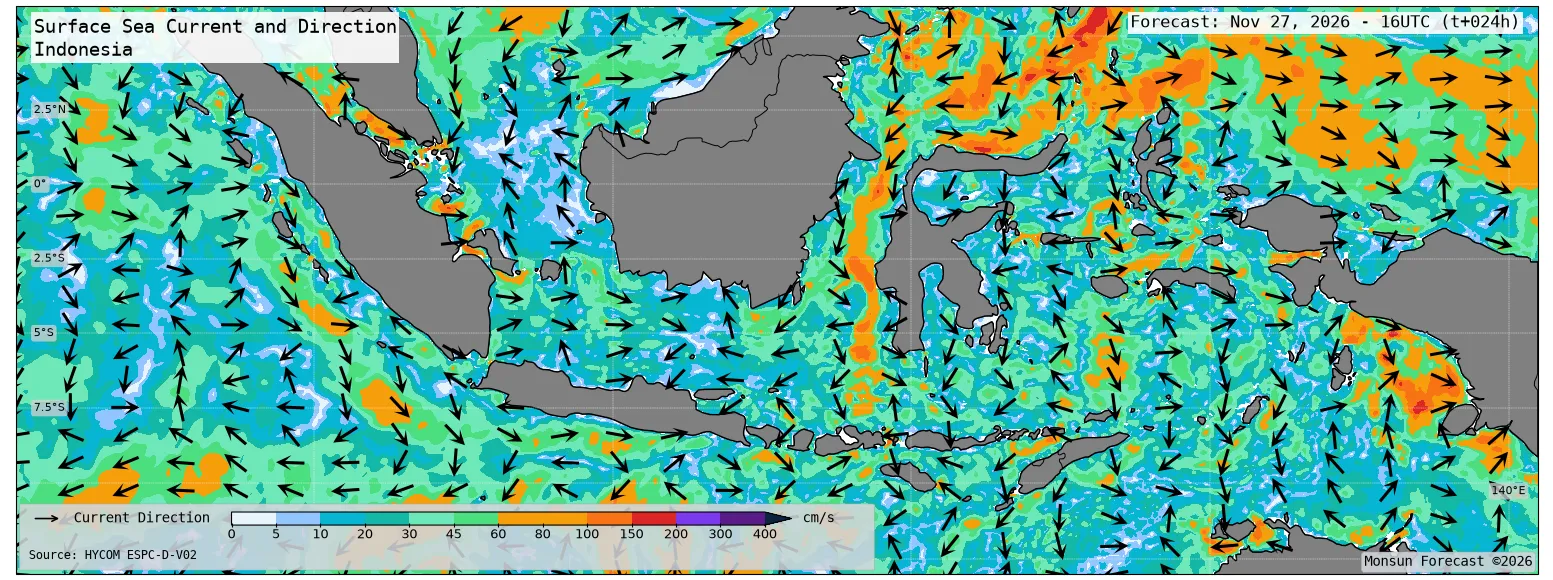 Surface Sea Current and Direction
Indonesia
Forecast: Nov 27, 2026 - 16UTC (t+024h)
2.5°N
0°
2.5°S
5°S
7.5°S
140°E
Current Direction
0 5 10 20 30 45 60 80 100 150 200 300 400 cm/s
Source: HYCOM ESPC-D-V02
Monsun Forecast ©2026